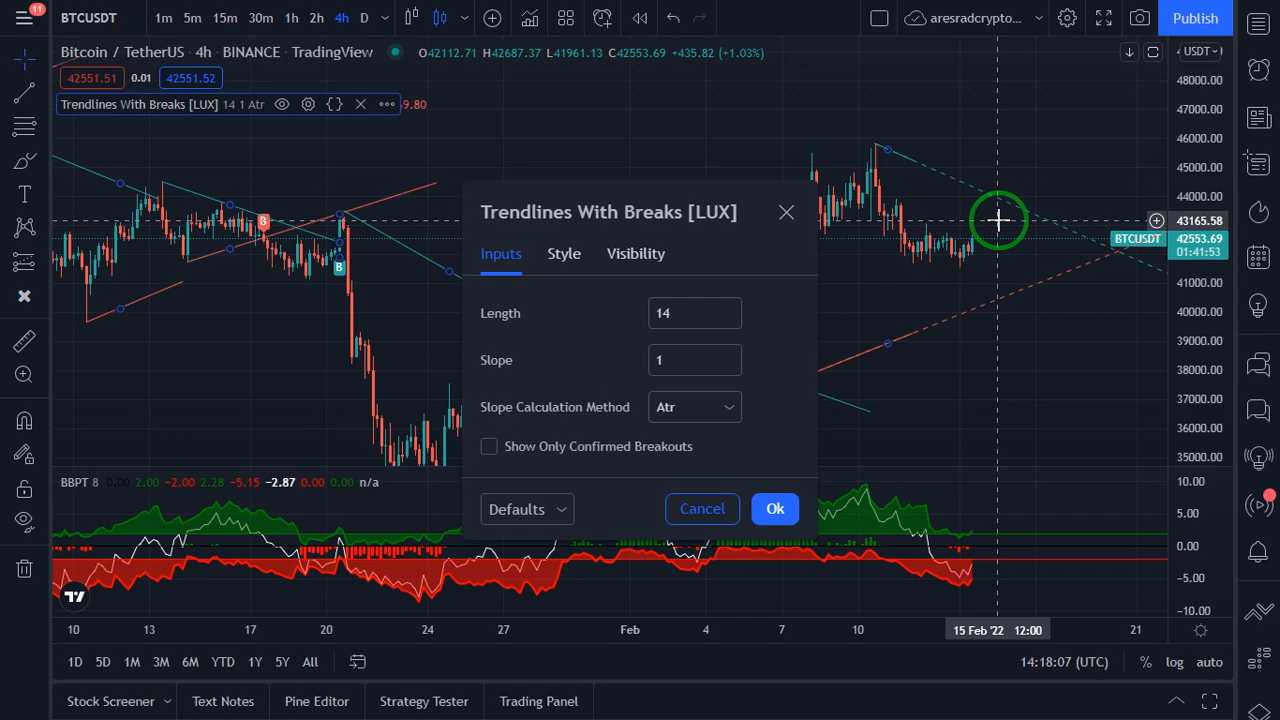 11
BTCUSDT
1m 5m 15m 30m 1h 2h 4h D
aresradcrypto...
Publish
Bitcoin / TetherUS · 4h · BINANCE · TradingView
O42112.71 H42687.37 L41961.13 C42553.69 +435.82 (+1.03%)
USDT
42551.51 0.01 42551.52
Trendlines With Breaks [LUX] 14 1 Atr
9.80
48000.00
47000.00
46000.00
45000.00
44000.00
43165.58
BTCUSDT 42553.69
01:41:53
41000.00
40000.00
39000.00
38000.00
37000.00
36000.00
35000.00
B
B
Trendlines With Breaks [LUX]
Inputs Style Visibility
Length 14
Slope 1
Slope Calculation Method Atr
Show Only Confirmed Breakouts
Defaults Cancel Ok
BBPT 8 0.00 2.00 -2.00 2.28 -5.15 -2.87 0.00 0.00 n/a
10.00
5.00
0.00
-5.00
-10.00
10 13 17 20 24 27 Feb 4 7 10 15 Feb '22 12:00 21
1D 5D 1M 3M 6M YTD 1Y 5Y All
14:18:07 (UTC) % log auto
Stock Screener Text Notes Pine Editor Strategy Tester Trading Panel